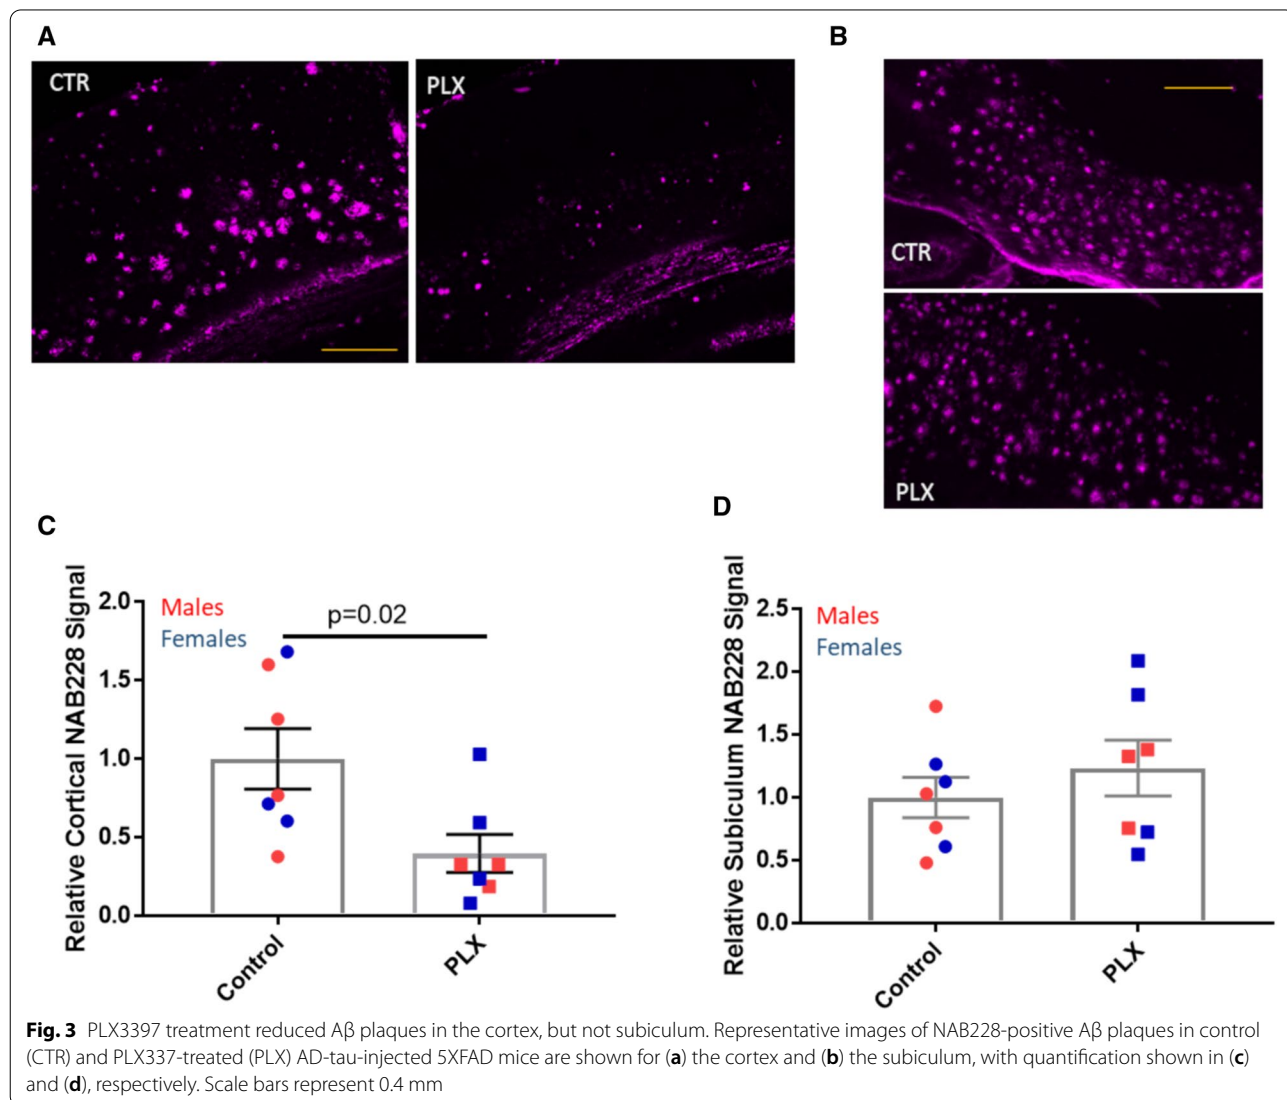 A
B
CTR
PLX
CTR
PLX
C
D
Relative Cortical NAB228 Signal
2.0
1.5
1.0
0.5
0.0
Males
Females
p=0.02
Control
PLX
Relative Subiculum NAB228 Signal
2.5
2.0
1.5
1.0
0.5
0.0
Males
Females
Control
PLX
Fig. 3 PLX3397 treatment reduced Aβ plaques in the cortex, but not subiculum. Representative images of NAB228-positive Aβ plaques in control
(CTR) and PLX337-treated (PLX) AD-tau-injected 5XFAD mice are shown for (a) the cortex and (b) the subiculum, with quantification shown in (c)
and (d), respectively. Scale bars represent 0.4 mm